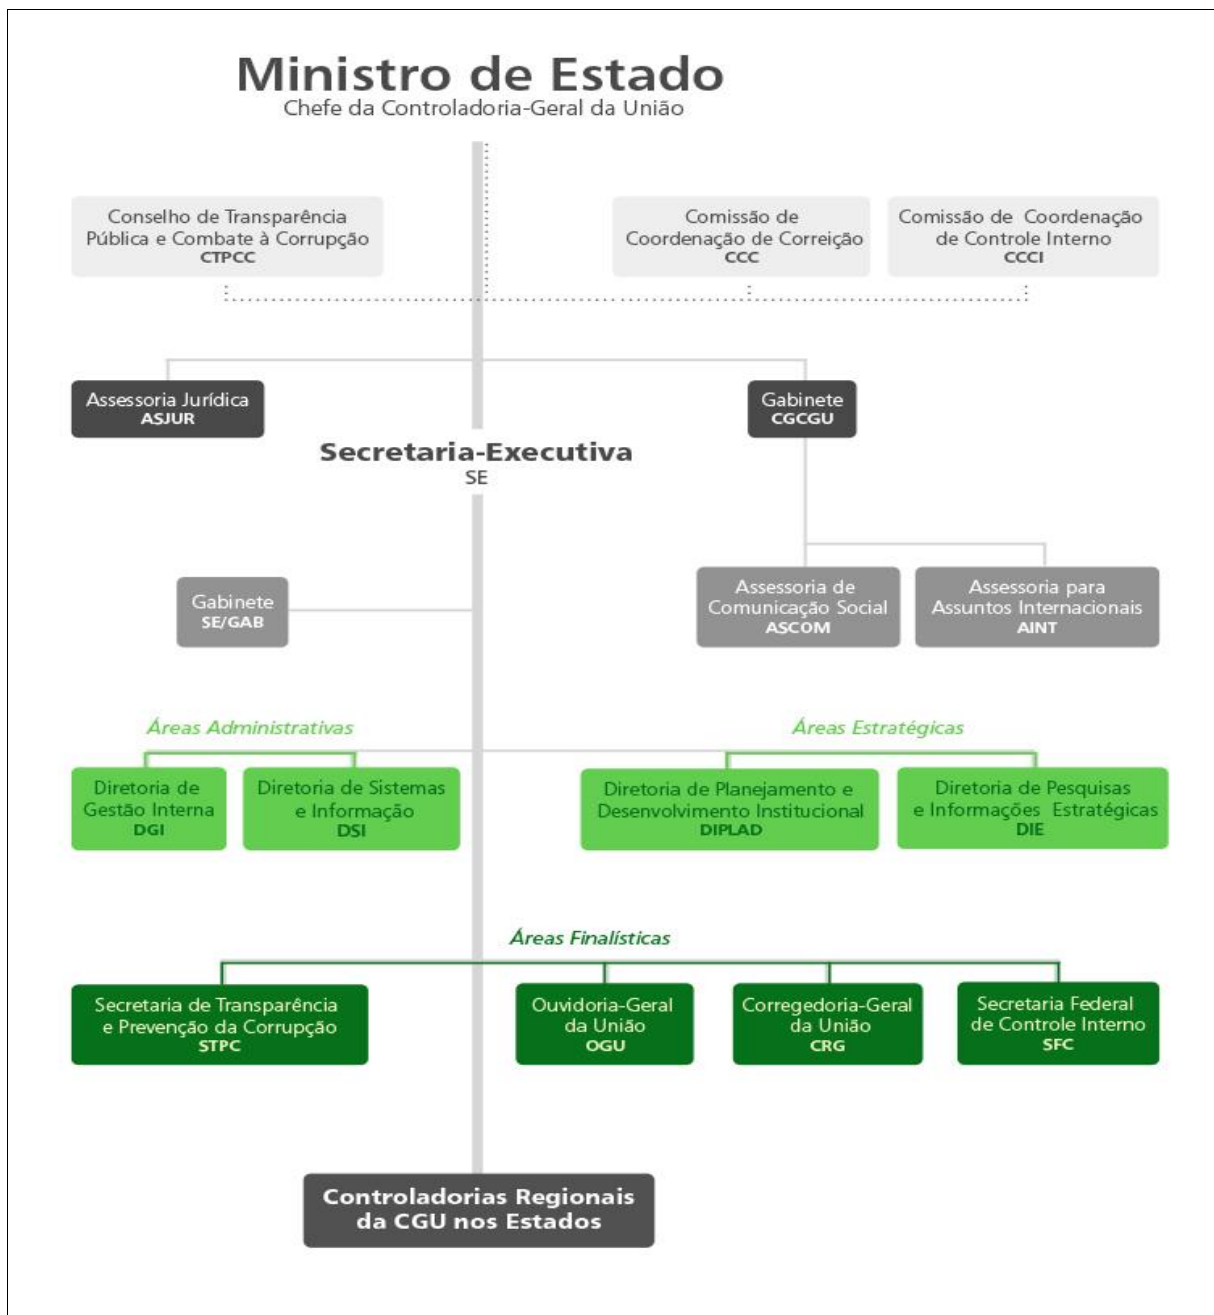 Ministro de Estado
Chefe da Controladoria-Geral da União
Conselho de Transparência
Pública e Combate à Corrupção
CTPCC
Comissão de
Coordenação de Correição
CCC
Comissão de Coordenação
de Controle Interno
CCCI
Assessoria Jurídica
ASJUR
Gabinete
CGCGU
Secretaria-Executiva
SE
Gabinete
SE/GAB
Assessoria de
Comunicação Social
ASCOM
Assessoria para
Assuntos Internacionais
AINT
Áreas Administrativas
Diretoria de
Gestão Interna
DGI
Diretoria de Sistemas
e Informação
DSI
Áreas Estratégicas
Diretoria de Planejamento e
Desenvolvimento Institucional
DIPLAD
Diretoria de Pesquisas
e Informações Estratégicas
DIE
Áreas Finalísticas
Secretaria de Transparência
e Prevenção da Corrupção
STPC
Ouvidoria-Geral
da União
OGU
Corregedoria-Geral
da União
CRG
Secretaria Federal
de Controle Interno
SFC
Controladorias Regionais
da CGU nos Estados